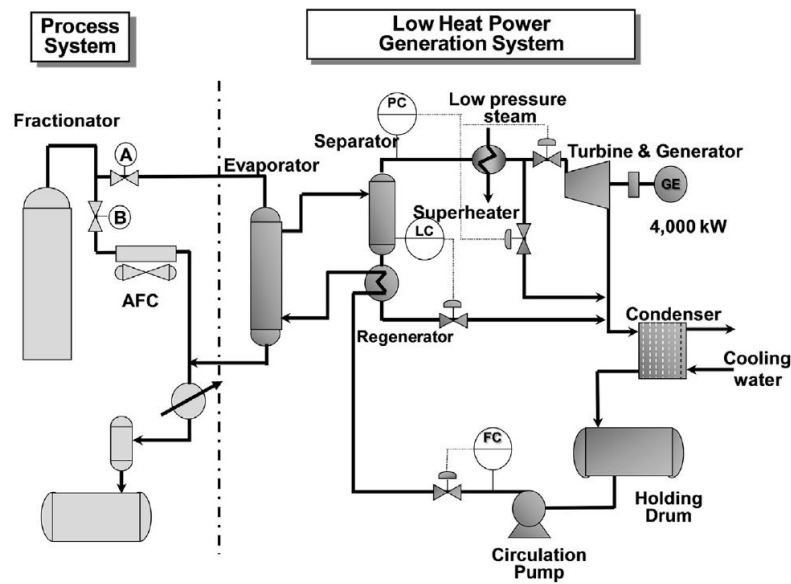 Process
System
Low Heat Power
Generation System
Fractionator
A
B
AFC
Evaporator
Separator
PC
Low pressure
steam
Superheater
LC
Turbine & Generator
GE
4,000 kW
Regenerator
Condenser
Cooling
water
FC
Holding
Drum
Circulation
Pump